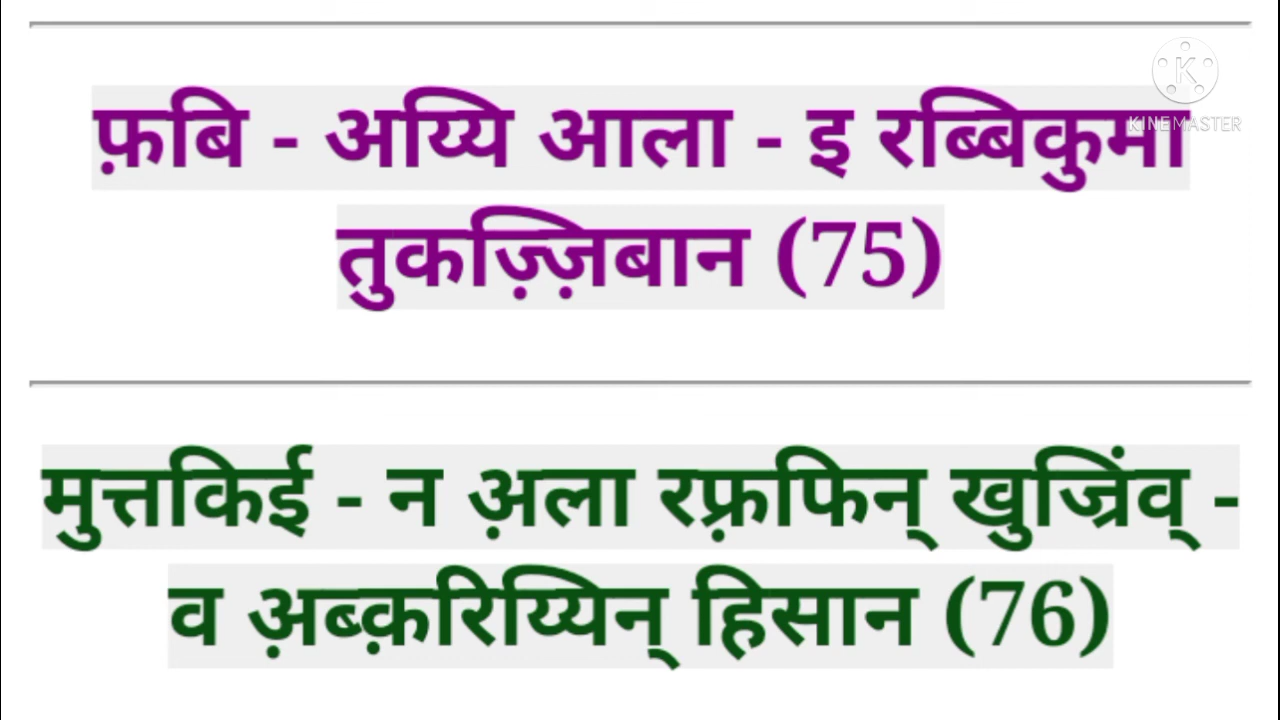 फ़बि - अय्यि आला - इ रब्बिकुमा
KINEMASTER
तुकज़्ज़िबान (75)
मुत्तकिई - न अ़ला रफ़्रफिन् खुज्रिंव् -
व अ़ब्क़रिय्यिन् हिसान (76)